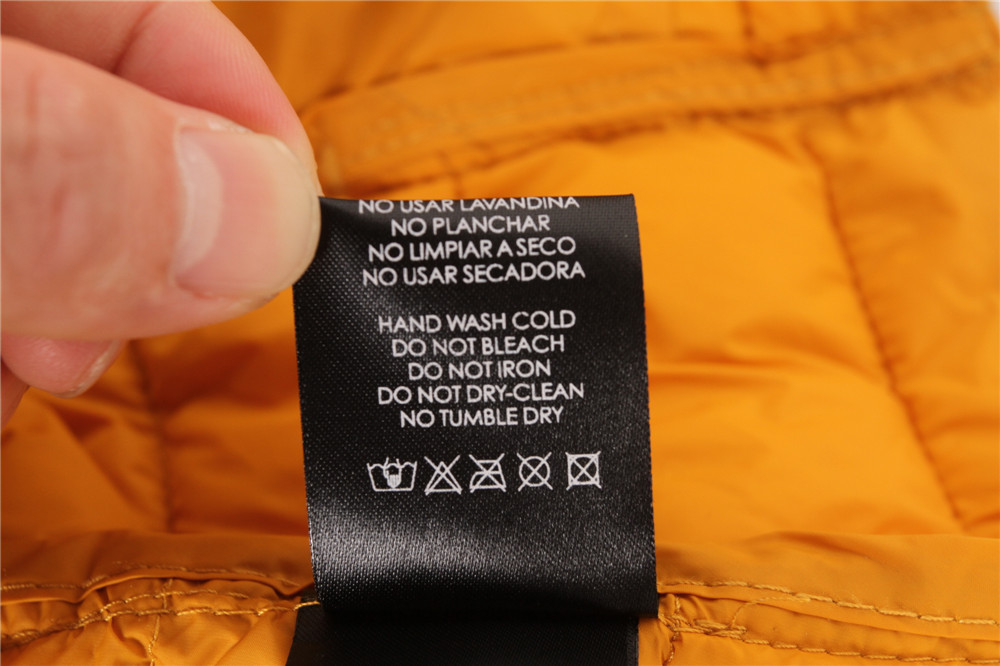 NO USAR LAVANDINA
NO PLANCHAR
NO LIMPIAR A SECO
NO USAR SECADORA
HAND WASH COLD
DO NOT BLEACH
DO NOT IRON
DO NOT DRY-CLEAN
NO TUMBLE DRY